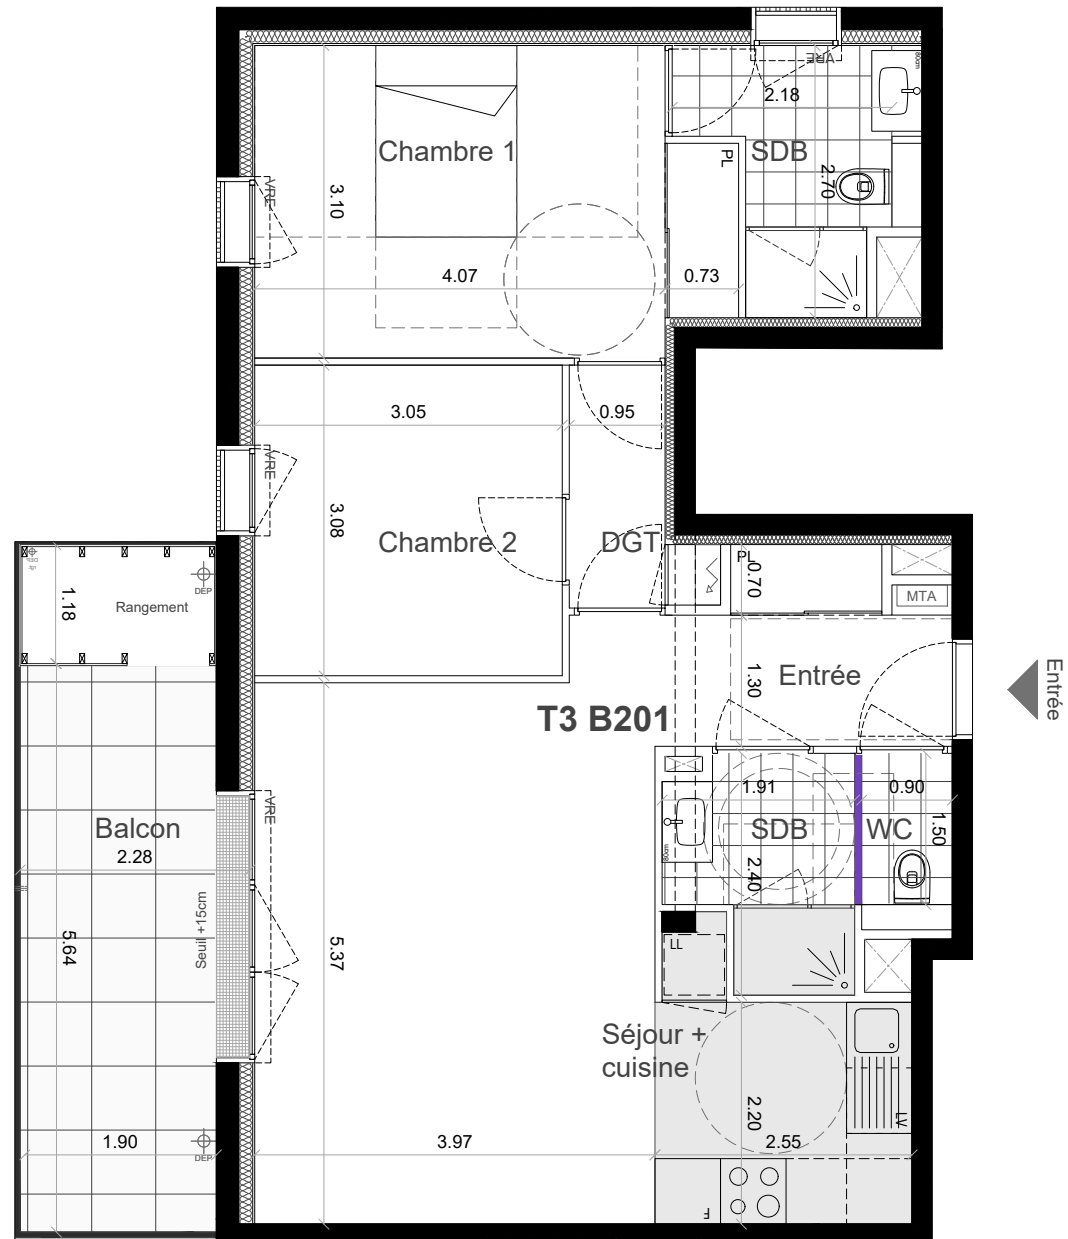 VRE
2.18
80cm
Chambre 1
PL
SDB
2.70
VRE
3.10
4.07
0.73
3.05
0.95
VRE
3.08
Chambre 2
DGT
PL
0.70
MTA
DEP
1.18
Rangement
Entrée
1.30
Entrée
T3 B201
VRE
1.91
0.90
Balcon
2.28
SDB
WC
1.50
80cm
2.40
Seuil +15cm
5.64
5.37
LL
Séjour +
cuisine
2.20
LV
1.90
DEP
3.97
2.55
F